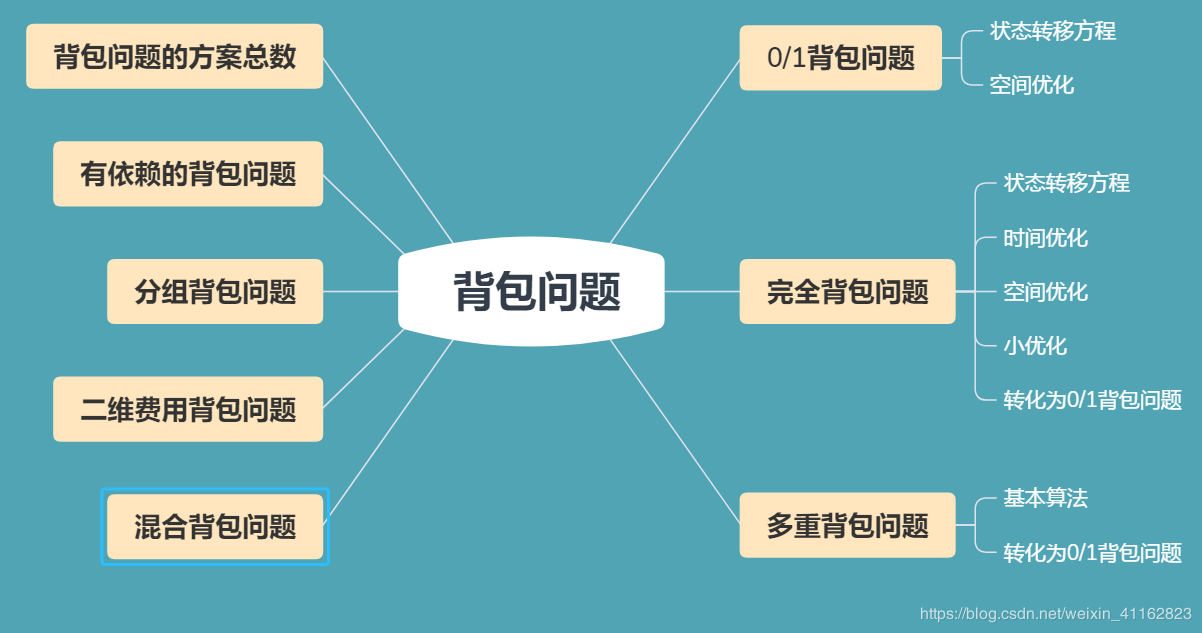 背包问题
0/1背包问题
状态转移方程
空间优化
完全背包问题
状态转移方程
时间优化
空间优化
小优化
转化为0/1背包问题
多重背包问题
基本算法
转化为0/1背包问题
背包问题的方案总数
有依赖的背包问题
分组背包问题
二维费用背包问题
混合背包问题
https://blog.csdn.net/weixin_41162823